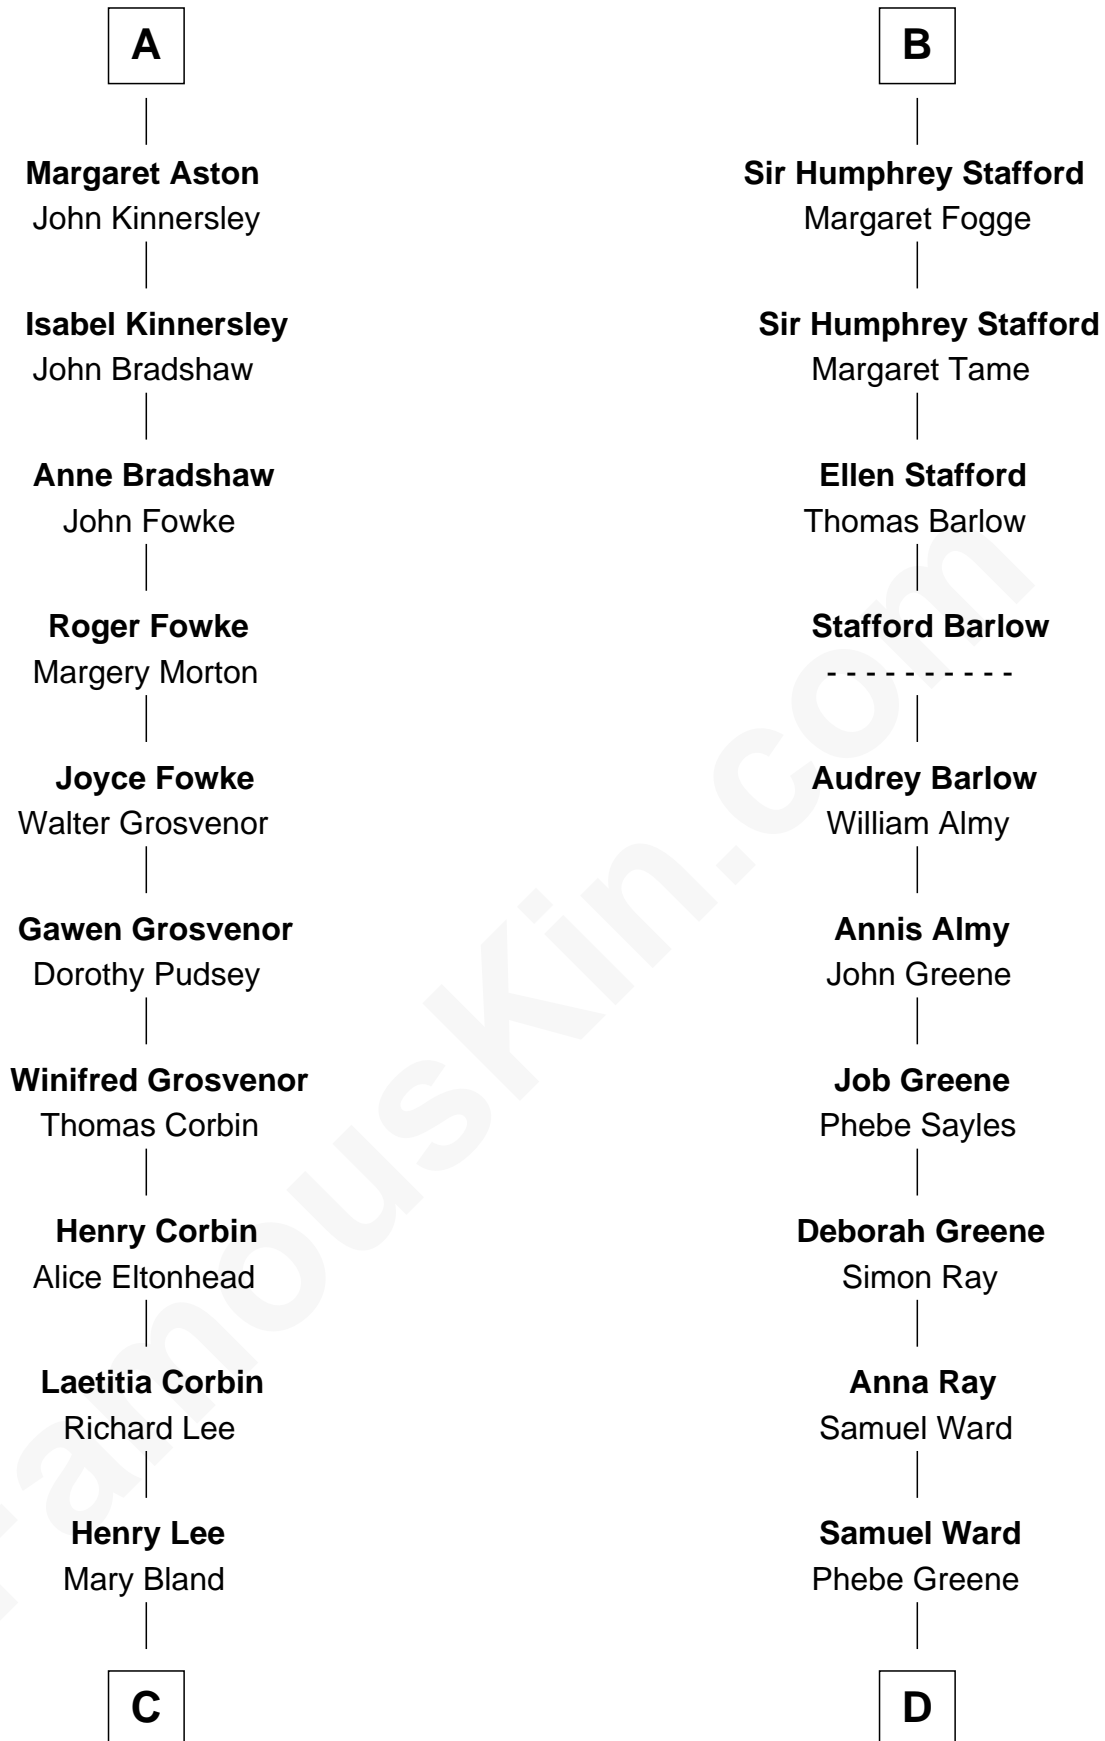 A
Margaret Aston
John Kinnersley
Isabel Kinnersley
John Bradshaw
Anne Bradshaw
John Fowke
Roger Fowke
Margery Morton
Joyce Fowke
Walter Grosvenor
Gawen Grosvenor
Dorothy Pudsey
Winifred Grosvenor
Thomas Corbin
Henry Corbin
Alice Eltonhead
Laetitia Corbin
Richard Lee
Henry Lee
Mary Bland
C
B
Sir Humphrey Stafford
Margaret Fogge
Sir Humphrey Stafford
Margaret Tame
Ellen Stafford
Thomas Barlow
Stafford Barlow
- - - - - - - - - -
Audrey Barlow
William Almy
Annis Almy
John Greene
Job Greene
Phebe Sayles
Deborah Greene
Simon Ray
Anna Ray
Samuel Ward
Samuel Ward
Phebe Greene
D
FamousKin.com